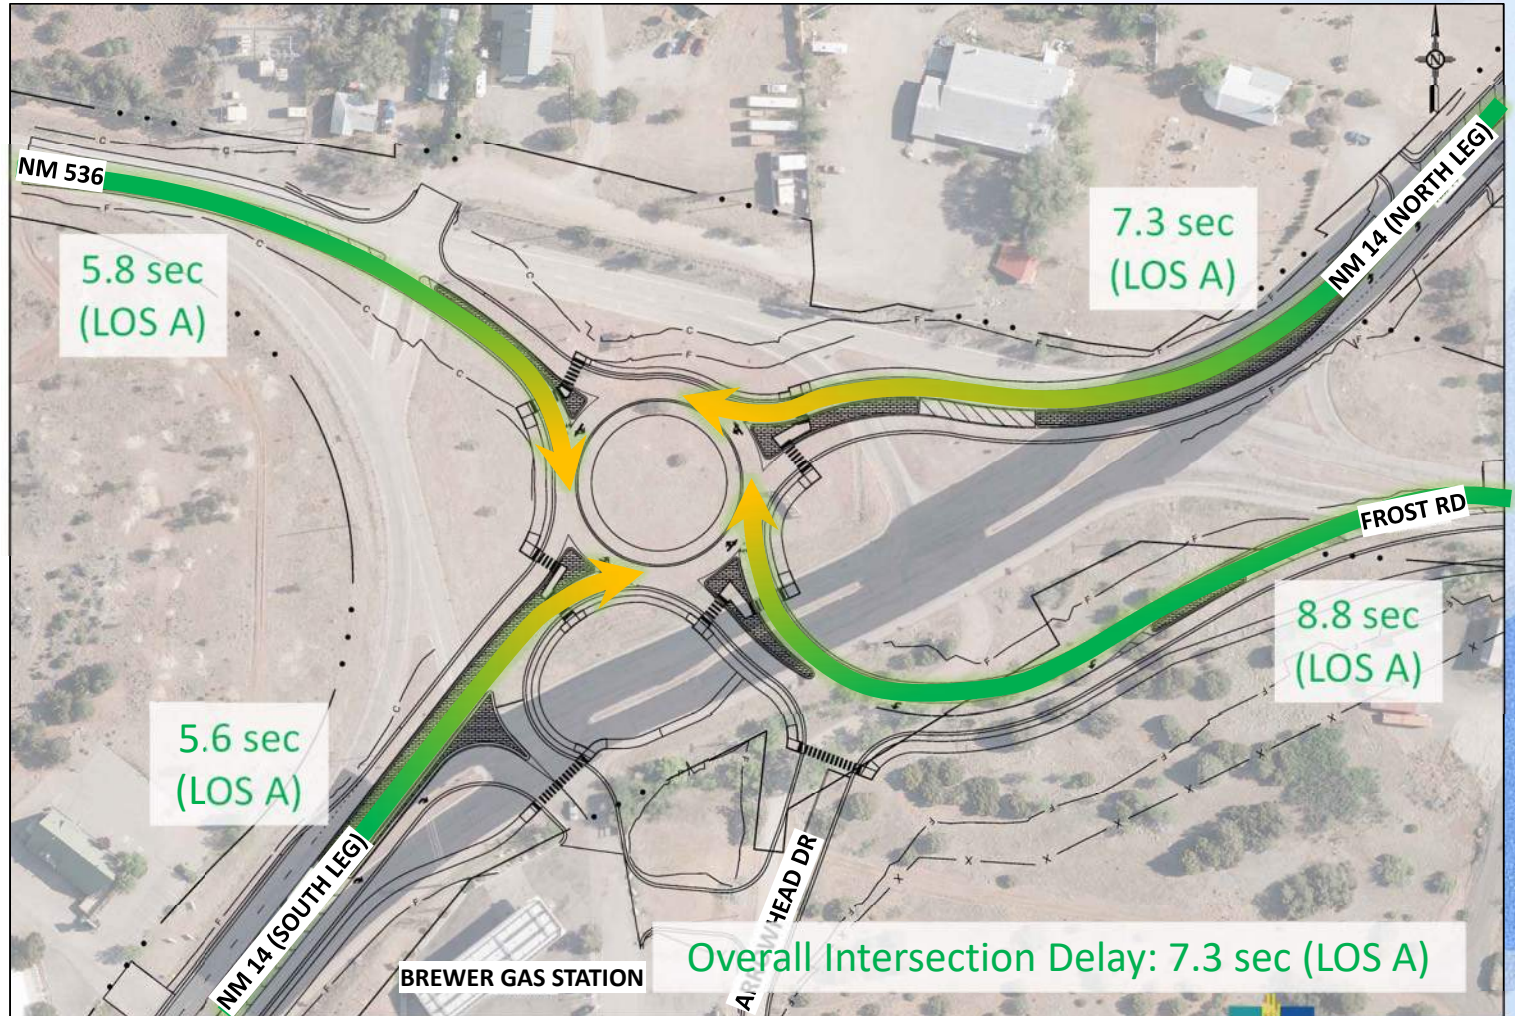 N
NM 536
NM 14 (NORTH LEG)
7.3 sec
(LOS A)
5.8 sec
(LOS A)
FROST RD
8.8 sec
(LOS A)
5.6 sec
(LOS A)
NM 14 (SOUTH LEG)
ARROWHEAD DR
BREWER GAS STATION
Overall Intersection Delay: 7.3 sec (LOS A)